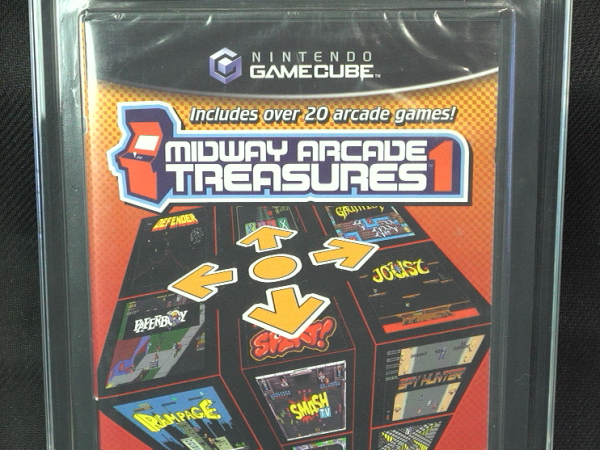 NINTENDO
GAMECUBE™
Includes over 20 arcade games!
MIDWAY ARCADE
TREASURES 1
DEFENDER
GAUNTLET
JOUST
PAPERBOY
SPLAT!
SPY HUNTER
RAMPAGE
SMASH
TV